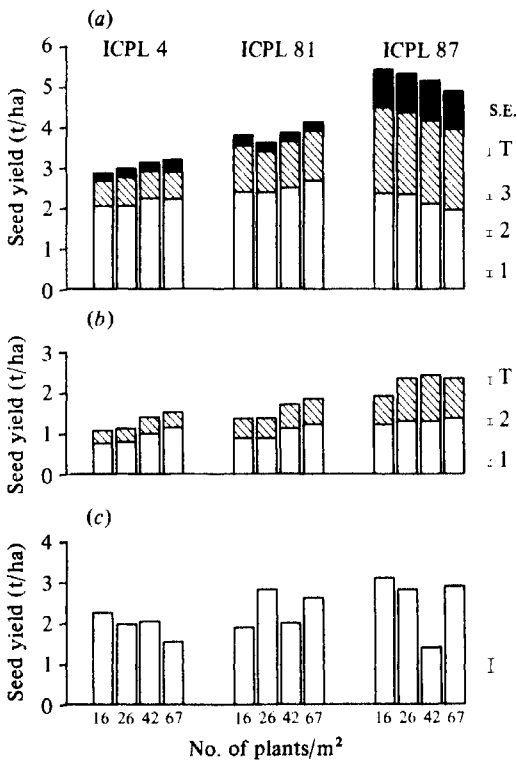 (a)
ICPL 4 ICPL 81 ICPL 87
6
5
4
3
2
1
0
Seed yield (t/ha)
S.E.
T
3
2
1
(b)
3
2
1
0
Seed yield (t/ha)
T
2
1
(c)
4
3
2
1
0
Seed yield (t/ha)
16 26 42 67 16 26 42 67 16 26 42 67
No. of plants/m²